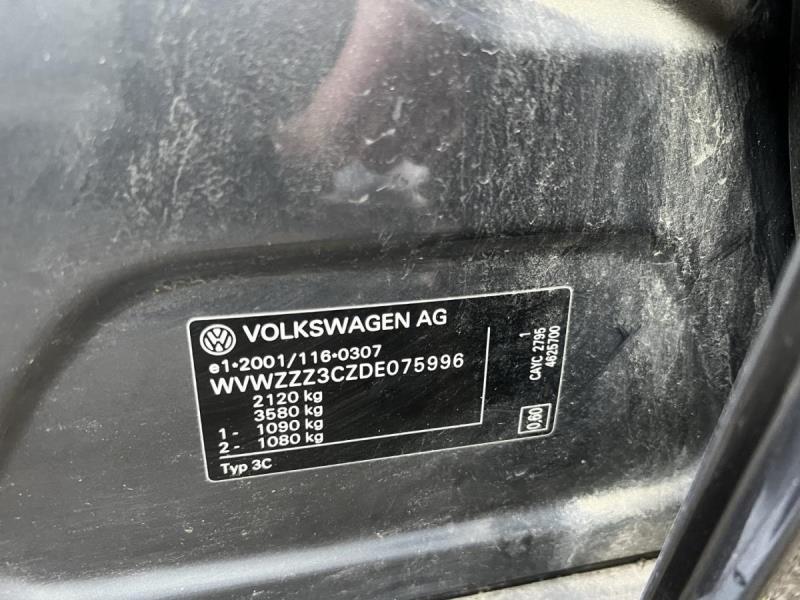 VOLKSWAGEN AG
e1*2001/116*0307
WVWZZZ3CZDE075996
2120 kg
3580 kg
1 - 1090 kg
2 - 1080 kg
Typ 3C
1
CAYC 2795
4625700
0,60